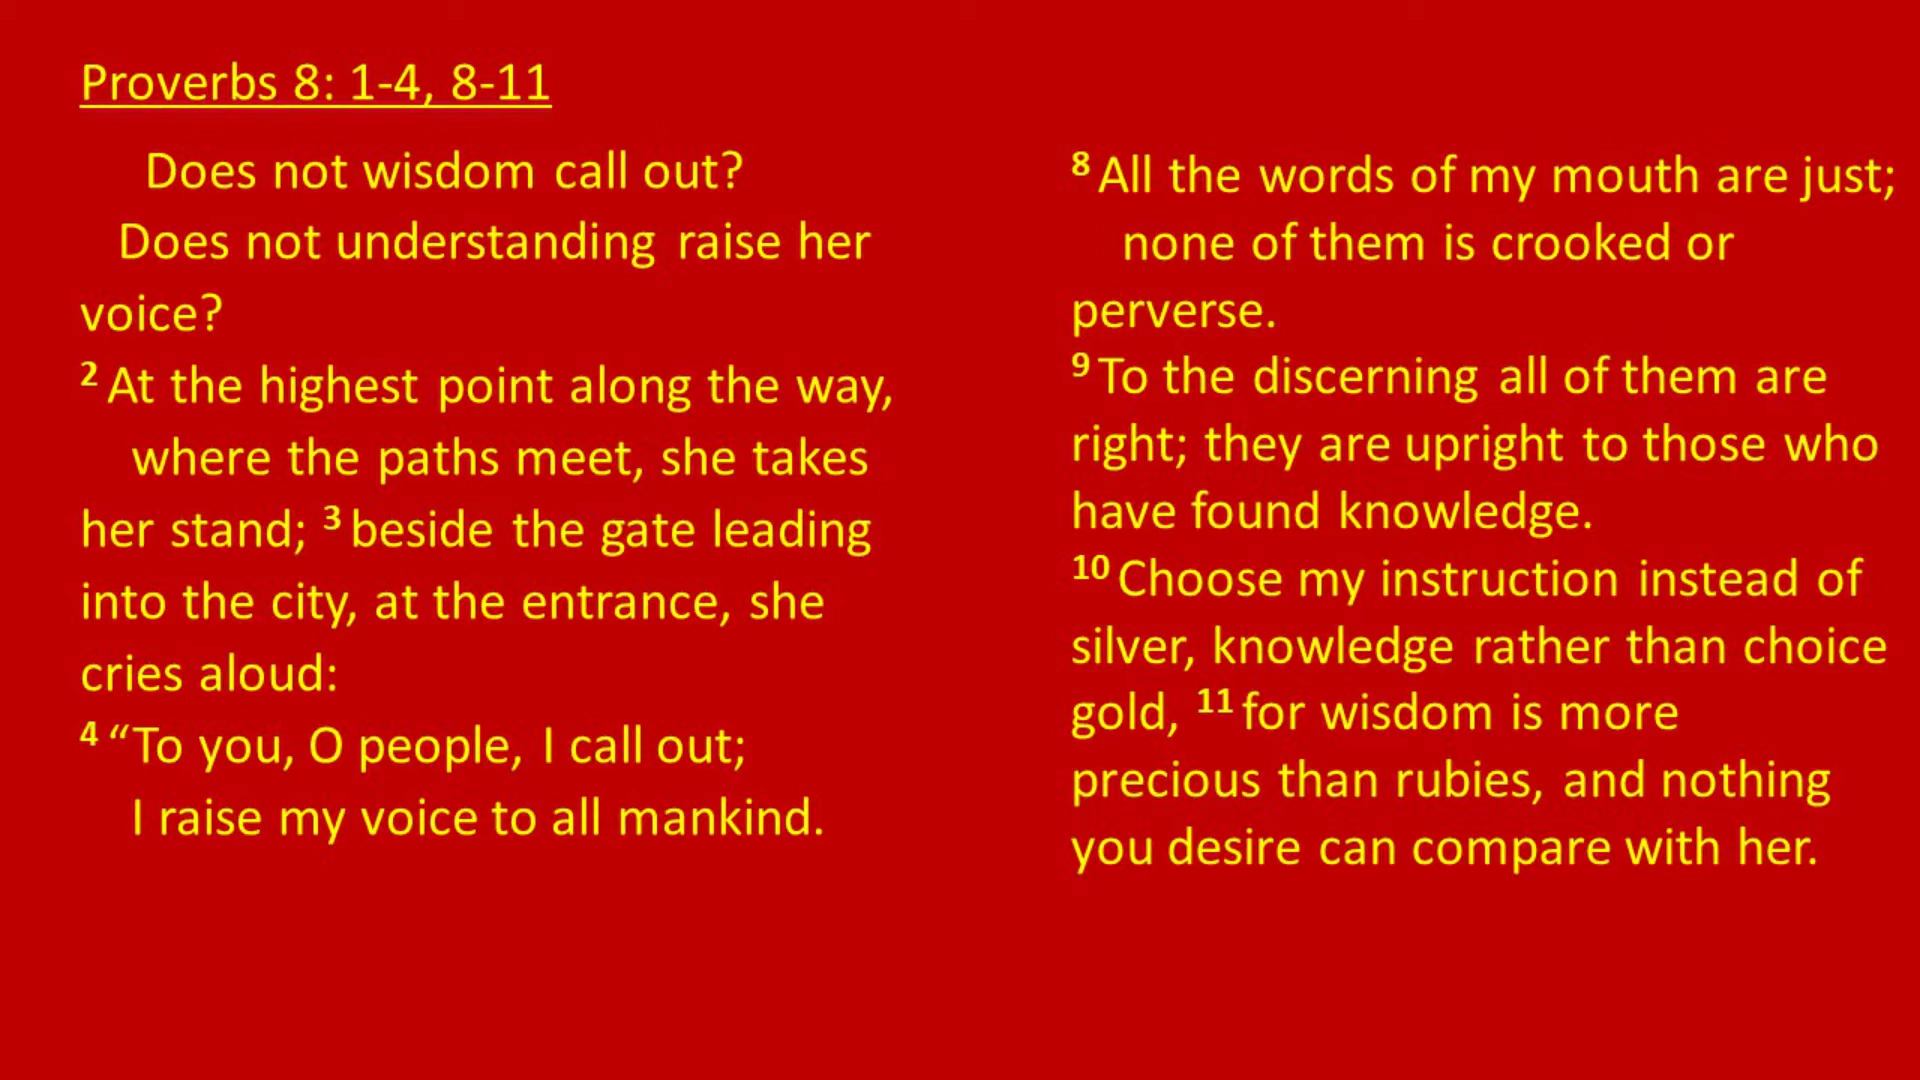 Proverbs 8: 1-4, 8-11
Does not wisdom call out?
Does not understanding raise her
voice?
2 At the highest point along the way,
where the paths meet, she takes
her stand; 3 beside the gate leading
into the city, at the entrance, she
cries aloud:
4 “To you, O people, I call out;
I raise my voice to all mankind.
8 All the words of my mouth are just;
none of them is crooked or
perverse.
9 To the discerning all of them are
right; they are upright to those who
have found knowledge.
10 Choose my instruction instead of
silver, knowledge rather than choice
gold, 11 for wisdom is more
precious than rubies, and nothing
you desire can compare with her.